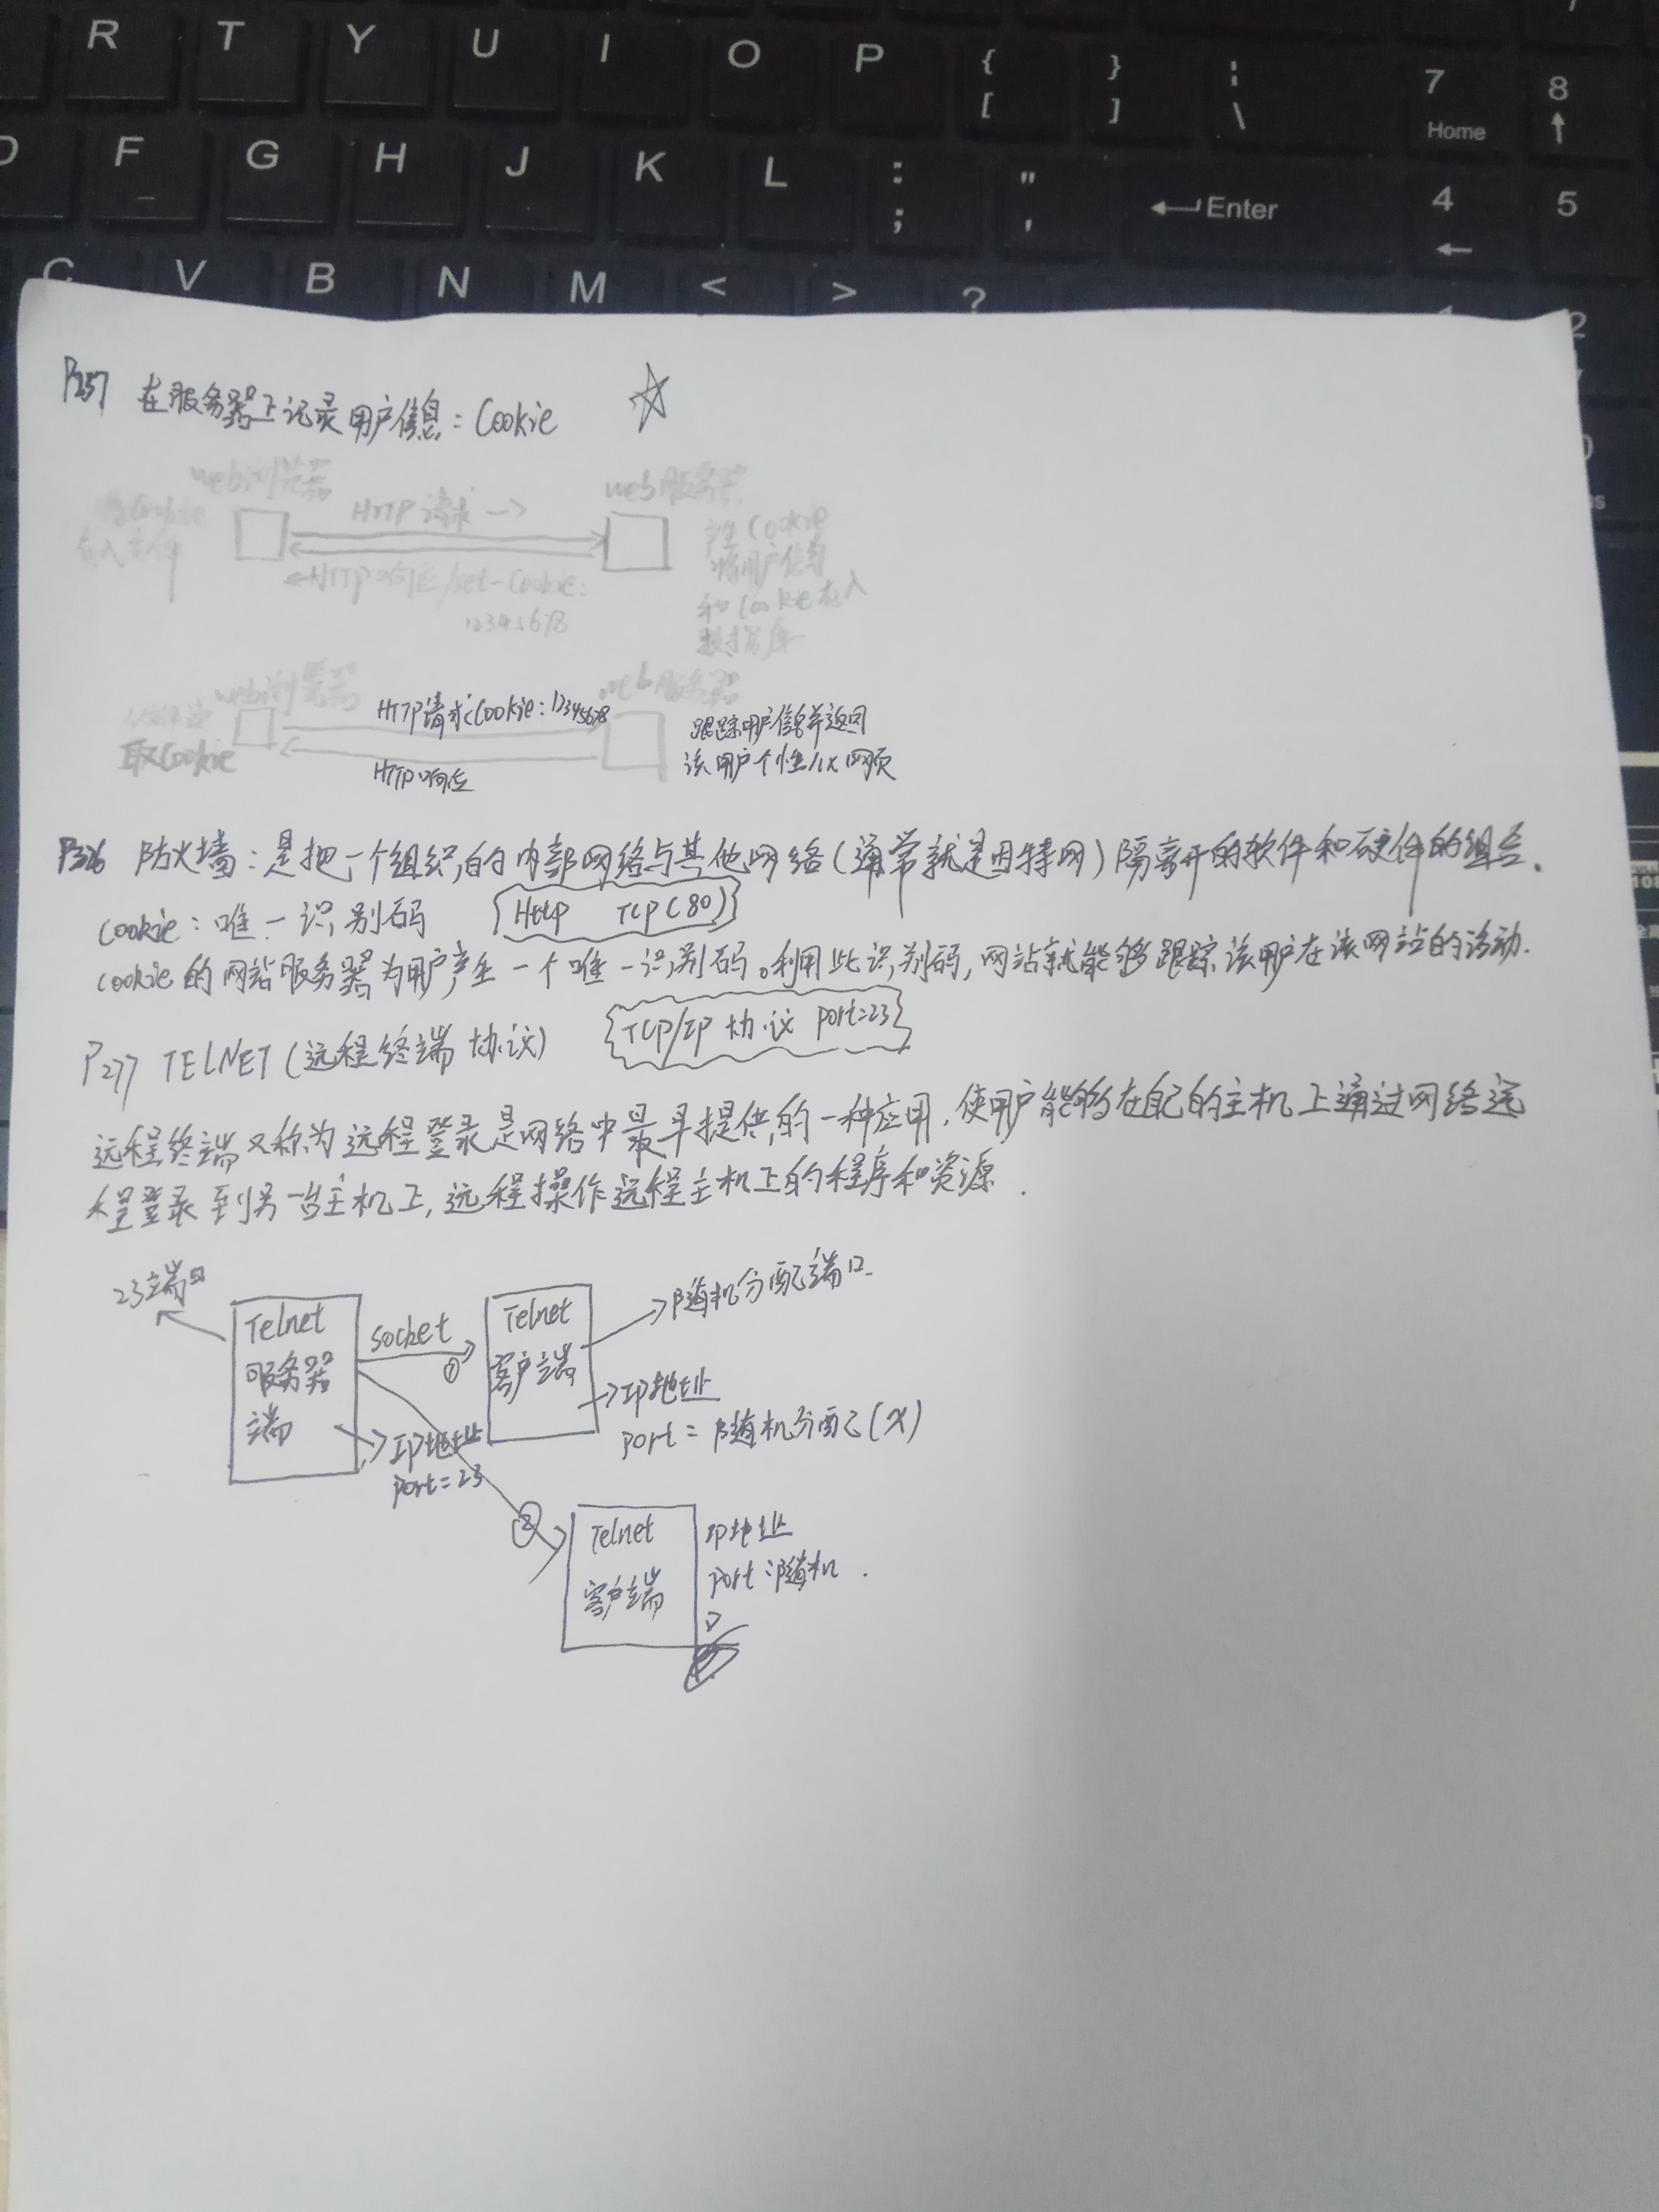 R T Y U I O P { [ } ] : \ 7 Home 8
F G H J K L : ; " ' Enter 4 5
C V B N M < > ?
P257 在服务器上记录用户信息：Cookie
web浏览器 web服务器
HTTP请求
产生Cookie
将用户信息
和Cookie存入
数据库
HTTP响应/set-Cookie:
12345678
web浏览器 web服务器
HTTP请求Cookie:12345678
跟踪用户信息并返回
取Cookie
HTTP响应
该用户个性化网页
防火墙：是把一个组织的内部网络与其他网络(通常就是因特网)隔离开的软件和硬件的组合.
cookie：唯一识别码 Http TCP(80)
cookie的网站服务器为用户产生一个唯一识别码。利用此识别码,网站就能够跟踪该用户在该网站的活动.
P277 TELNET(远程终端协议) TCP/IP 协议 port=23
远程终端又称为远程登录是网络中最早提供的一种应用,使用户能够在自己的主机上通过网络远
程登录到另一台主机上,远程操作远程主机上的程序和资源.
23端口
Telnet
服务器
端
socket
①
Telnet
客户端
随机分配端口
IP地址
port=随机分配(x)
IP地址
port=23
②
Telnet
客户端
IP地址
port:随机.